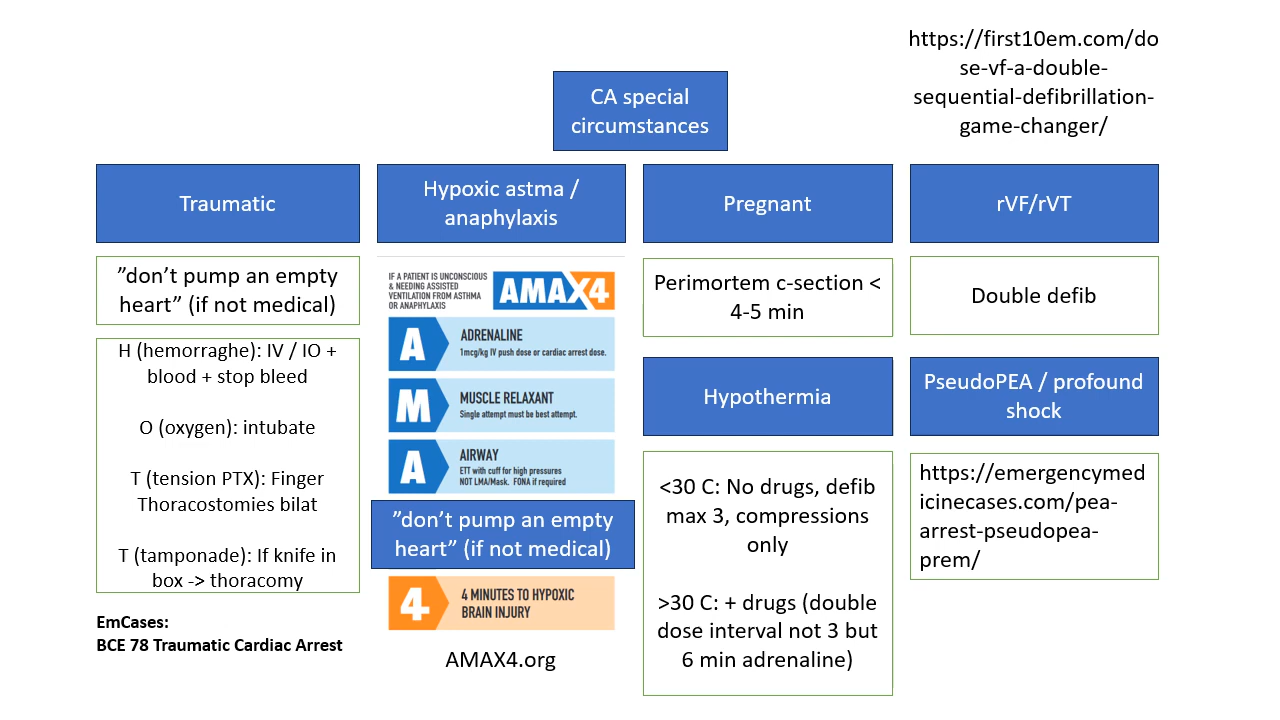 https://first10em.com/do
se-vf-a-double-
sequential-defibrillation-
game-changer/
CA special
circumstances
Traumatic
”don’t pump an empty
heart” (if not medical)
H (hemorraghe): IV / IO +
blood + stop bleed
O (oxygen): intubate
T (tension PTX): Finger
Thoracostomies bilat
T (tamponade): If knife in
box -> thoracomy
EmCases:
BCE 78 Traumatic Cardiac Arrest
Hypoxic astma /
anaphylaxis
IF A PATIENT IS UNCONSCIOUS
& NEEDING ASSISTED
VENTILATION FROM ASTHMA
OR ANAPHYLAXIS
AMAX4
A
ADRENALINE
1mcg/kg IV push dose or cardiac arrest dose.
M
MUSCLE RELAXANT
Single attempt must be best attempt.
A
AIRWAY
ETT with cuff for high pressures
NOT LMA/Mask. FONA if required
”don’t pump an empty
heart” (if not medical)
4
4 MINUTES TO HYPOXIC
BRAIN INJURY
AMAX4.org
Pregnant
Perimortem c-section <
4-5 min
Hypothermia
<30 C: No drugs, defib
max 3, compressions
only
>30 C: + drugs (double
dose interval not 3 but
6 min adrenaline)
rVF/rVT
Double defib
PseudoPEA / profound
shock
https://emergencymed
icinecases.com/pea-
arrest-pseudopea-
prem/